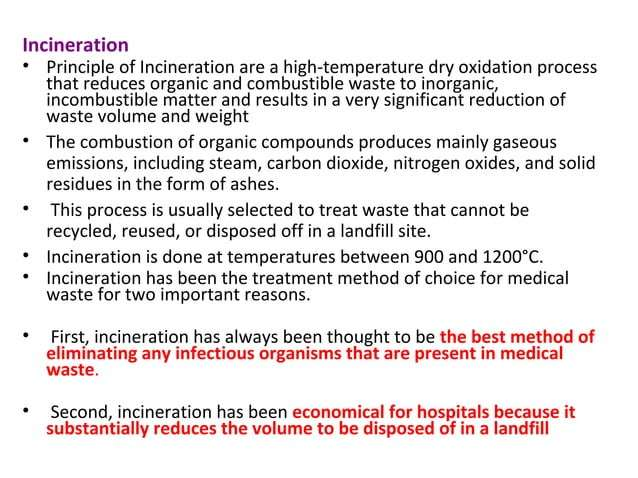 Incineration
• Principle of Incineration are a high-temperature dry oxidation process
that reduces organic and combustible waste to inorganic,
incombustible matter and results in a very significant reduction of
waste volume and weight
• The combustion of organic compounds produces mainly gaseous
emissions, including steam, carbon dioxide, nitrogen oxides, and solid
residues in the form of ashes.
• This process is usually selected to treat waste that cannot be
recycled, reused, or disposed off in a landfill site.
• Incineration is done at temperatures between 900 and 1200°C.
• Incineration has been the treatment method of choice for medical
waste for two important reasons.
• First, incineration has always been thought to be the best method of
eliminating any infectious organisms that are present in medical
waste.
• Second, incineration has been economical for hospitals because it
substantially reduces the volume to be disposed of in a landfill